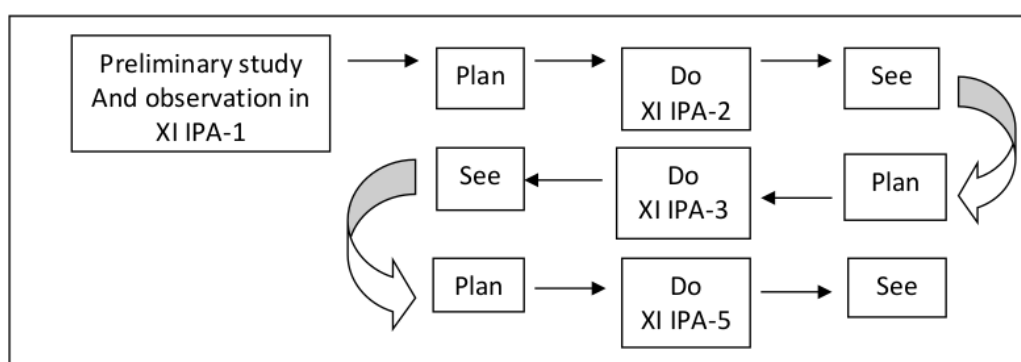 Preliminary study
And observation in
XI IPA-1
Plan
Do
XI IPA-2
See
See
Do
XI IPA-3
Plan
Plan
Do
XI IPA-5
See